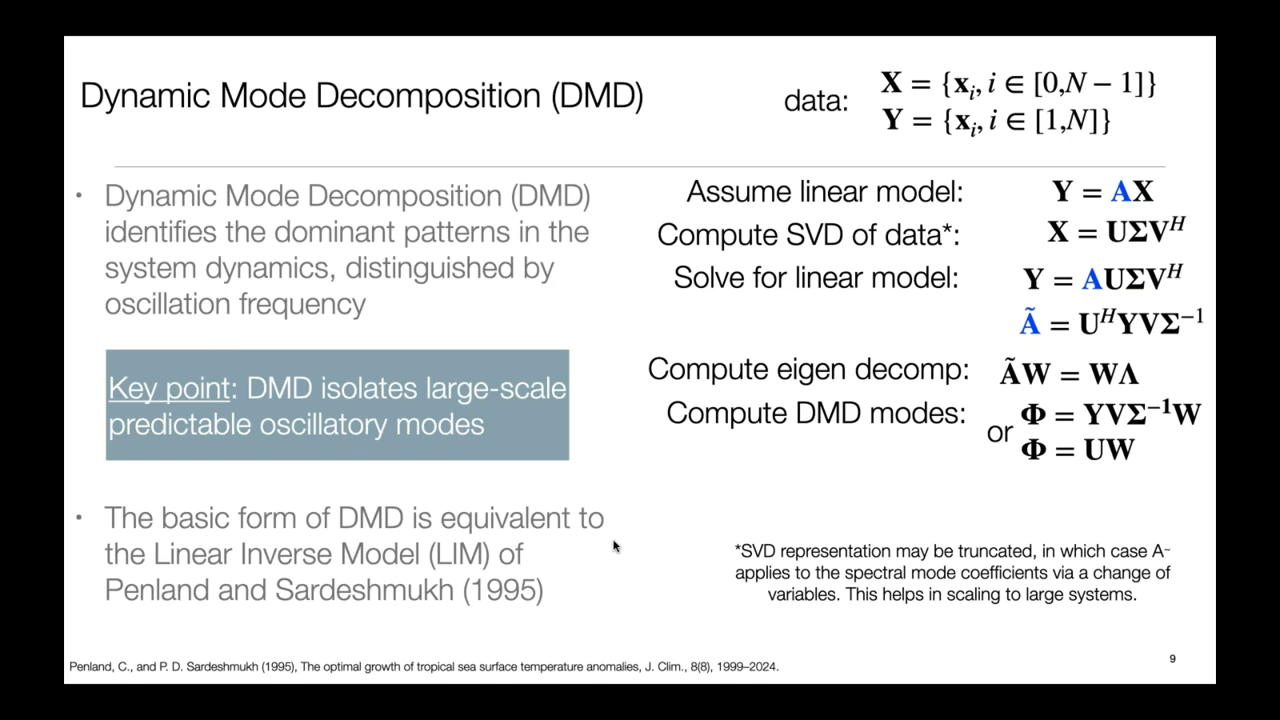 Dynamic Mode Decomposition (DMD)
data:
X = {x_i, i ∈ [0,N − 1]}
Y = {x_i, i ∈ [1,N]}
• Dynamic Mode Decomposition (DMD)
identifies the dominant patterns in the
system dynamics, distinguished by
oscillation frequency
Key point: DMD isolates large-scale
predictable oscillatory modes
• The basic form of DMD is equivalent to
the Linear Inverse Model (LIM) of
Penland and Sardeshmukh (1995)
Assume linear model: Y = AX
Compute SVD of data*: X = UΣV^H
Solve for linear model: Y = AUΣV^H
Ã = U^HYVΣ^−1
Compute eigen decomp: ÃW = WΛ
Compute DMD modes: Φ = YVΣ^−1W
or Φ = UW
*SVD representation may be truncated, in which case A~
applies to the spectral mode coefficients via a change of
variables. This helps in scaling to large systems.
Penland, C., and P. D. Sardeshmukh (1995), The optimal growth of tropical sea surface temperature anomalies, J. Clim., 8(8), 1999–2024.
9